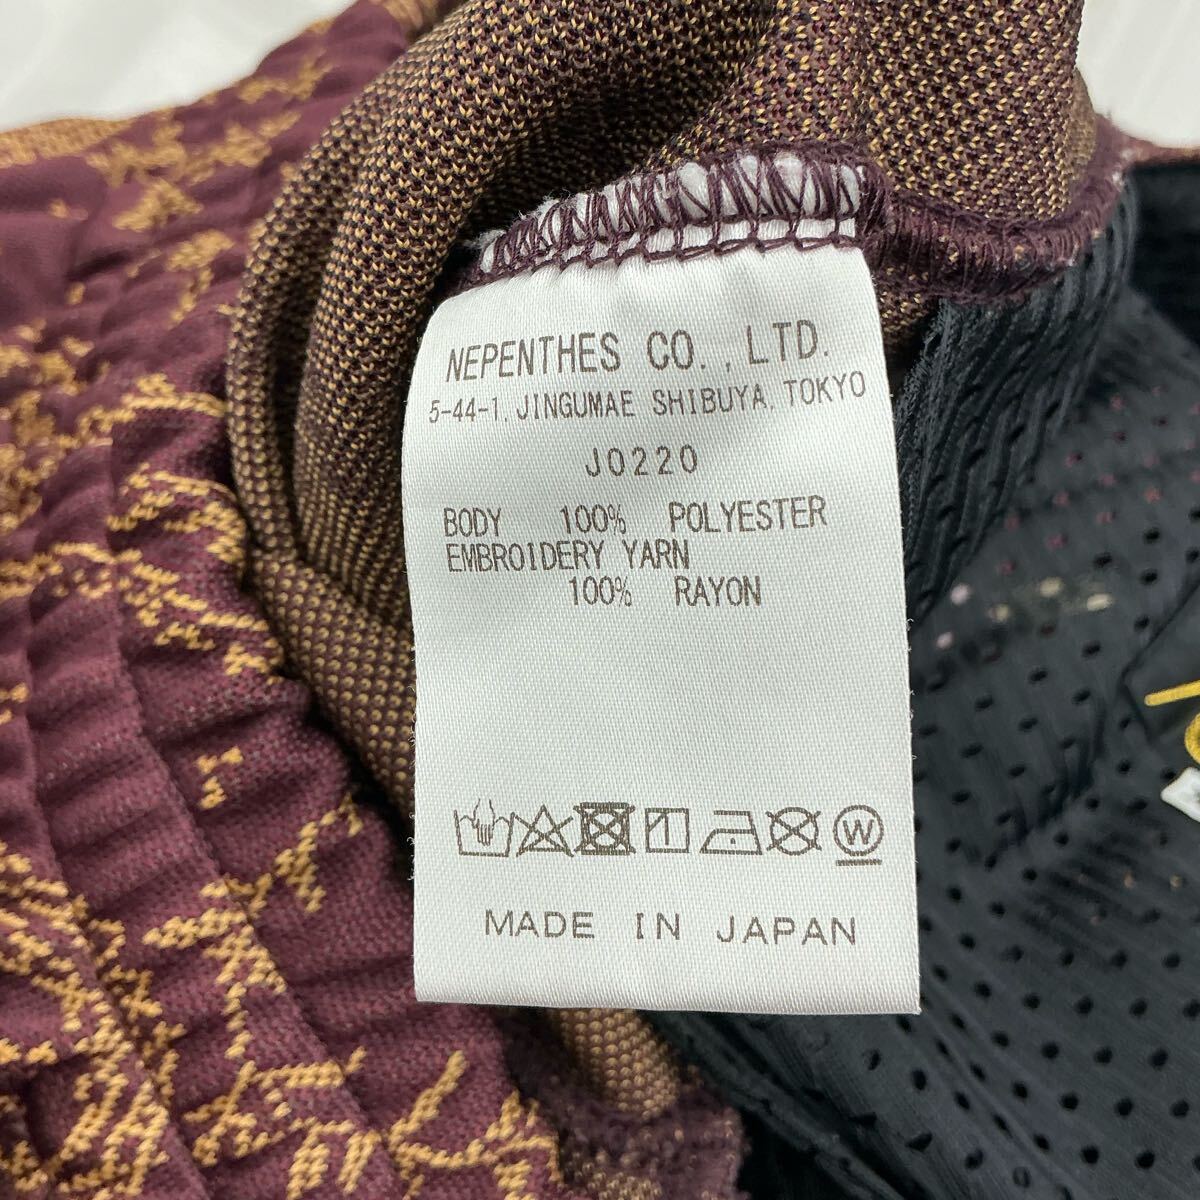 NEPENTHES CO.,LTD.
5-44-1, JINGUMAE SHIBUYA, TOKYO
J0220
BODY 100% POLYESTER
EMBROIDERY YARN
100% RAYON
W
MADE IN JAPAN